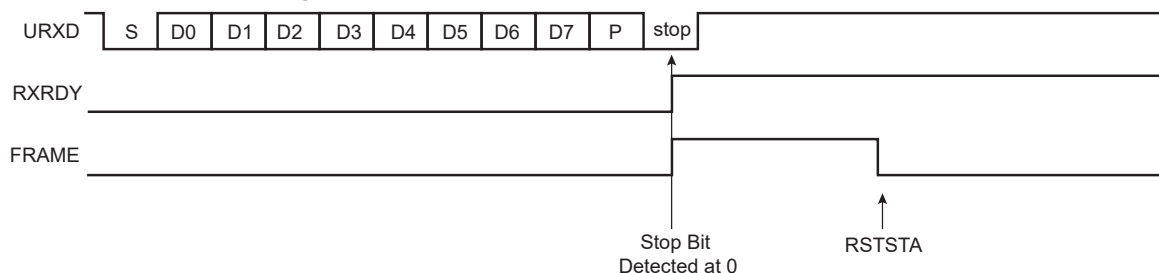 URXD S D0 D1 D2 D3 D4 D5 D6 D7 P stop
RXRDY
FRAME
Stop Bit
Detected at 0
RSTSTA